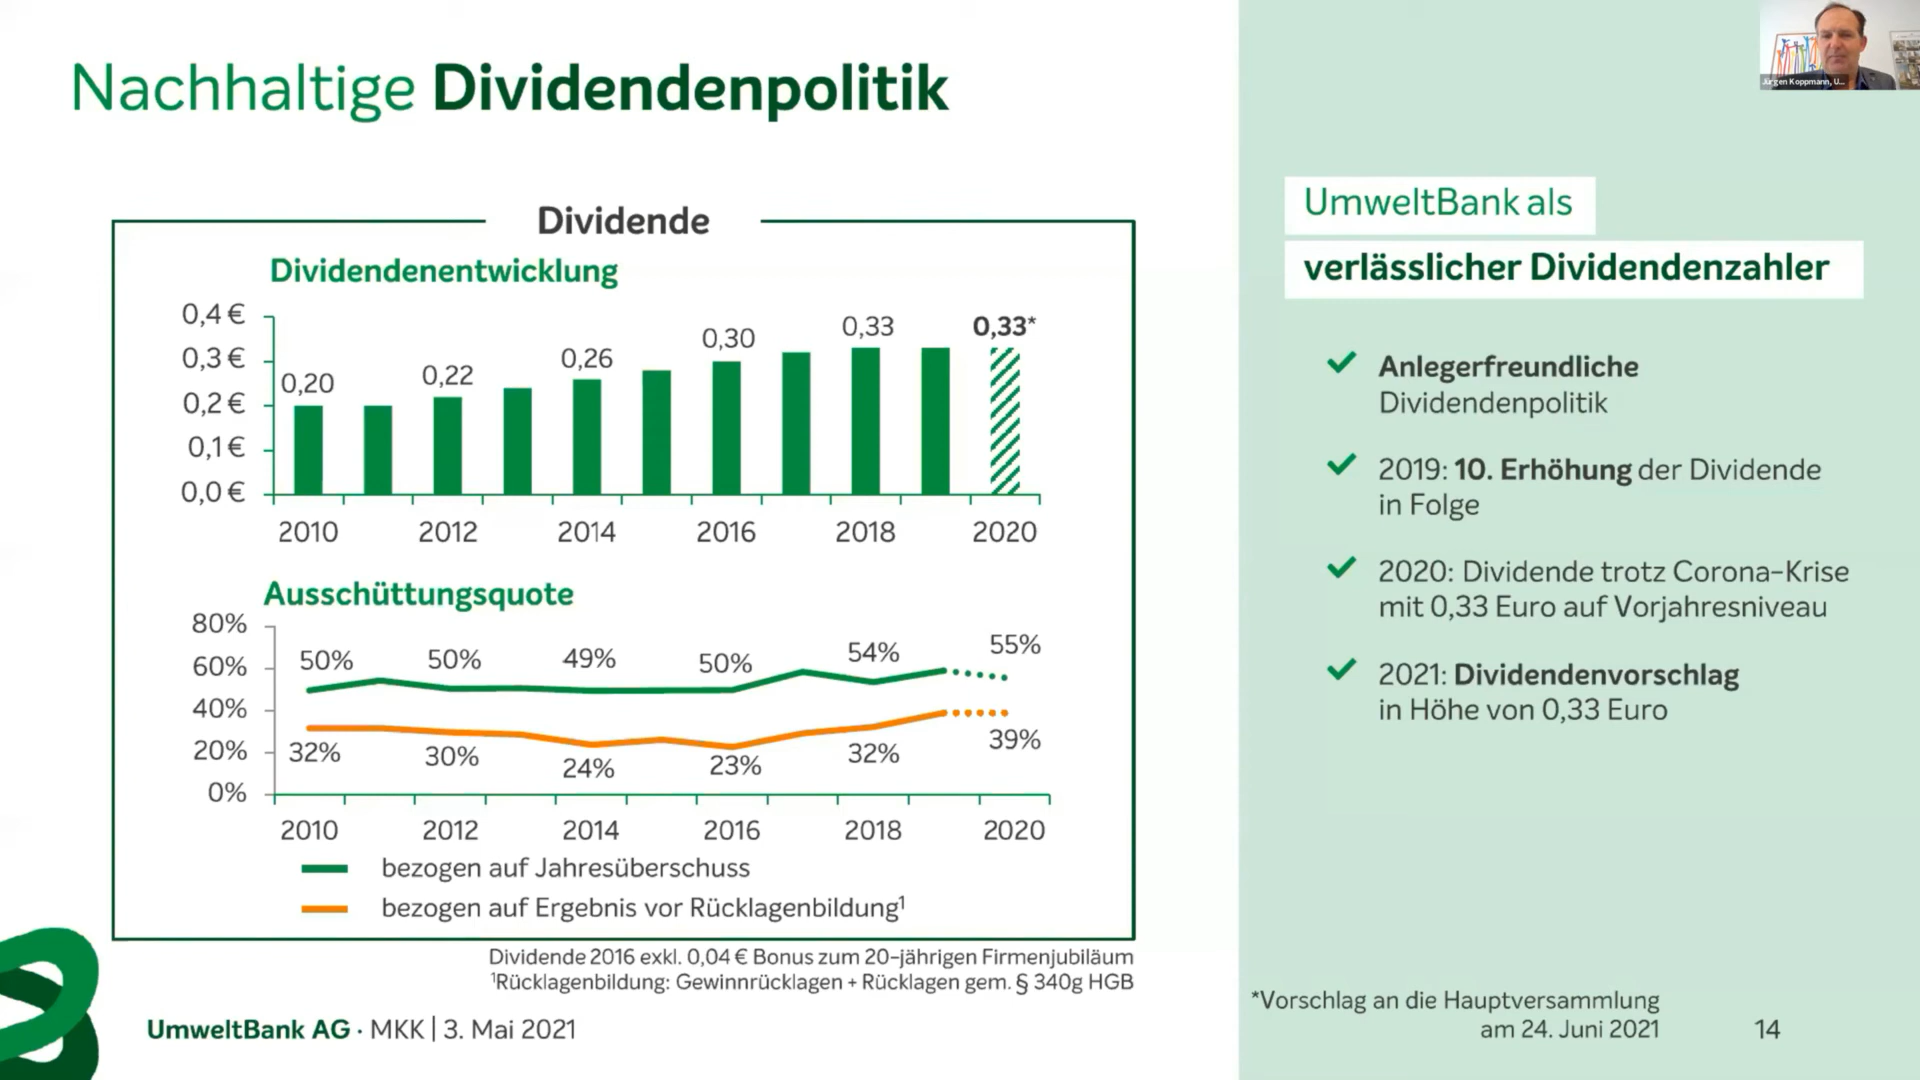 Nachhaltige Dividendenpolitik
Jürgen Koppmann, U...
Dividende
Dividendenentwicklung
0,4 €
0,3 €
0,2 €
0,1 €
0,0 €
0,20
0,22
0,26
0,30
0,33
0,33*
2010 2012 2014 2016 2018 2020
Ausschüttungsquote
80%
60%
40%
20%
0%
50% 50% 49% 50% 54% 55%
32% 30% 24% 23% 32% 39%
2010 2012 2014 2016 2018 2020
bezogen auf Jahresüberschuss
bezogen auf Ergebnis vor Rücklagenbildung¹
Dividende 2016 exkl. 0,04 € Bonus zum 20-jährigen Firmenjubiläum
¹Rücklagenbildung: Gewinnrücklagen + Rücklagen gem. § 340g HGB
UmweltBank AG · MKK | 3. Mai 2021
UmweltBank als
verlässlicher Dividendenzahler
Anlegerfreundliche
Dividendenpolitik
2019: 10. Erhöhung der Dividende
in Folge
2020: Dividende trotz Corona-Krise
mit 0,33 Euro auf Vorjahresniveau
2021: Dividendenvorschlag
in Höhe von 0,33 Euro
*Vorschlag an die Hauptversammlung
am 24. Juni 2021
14